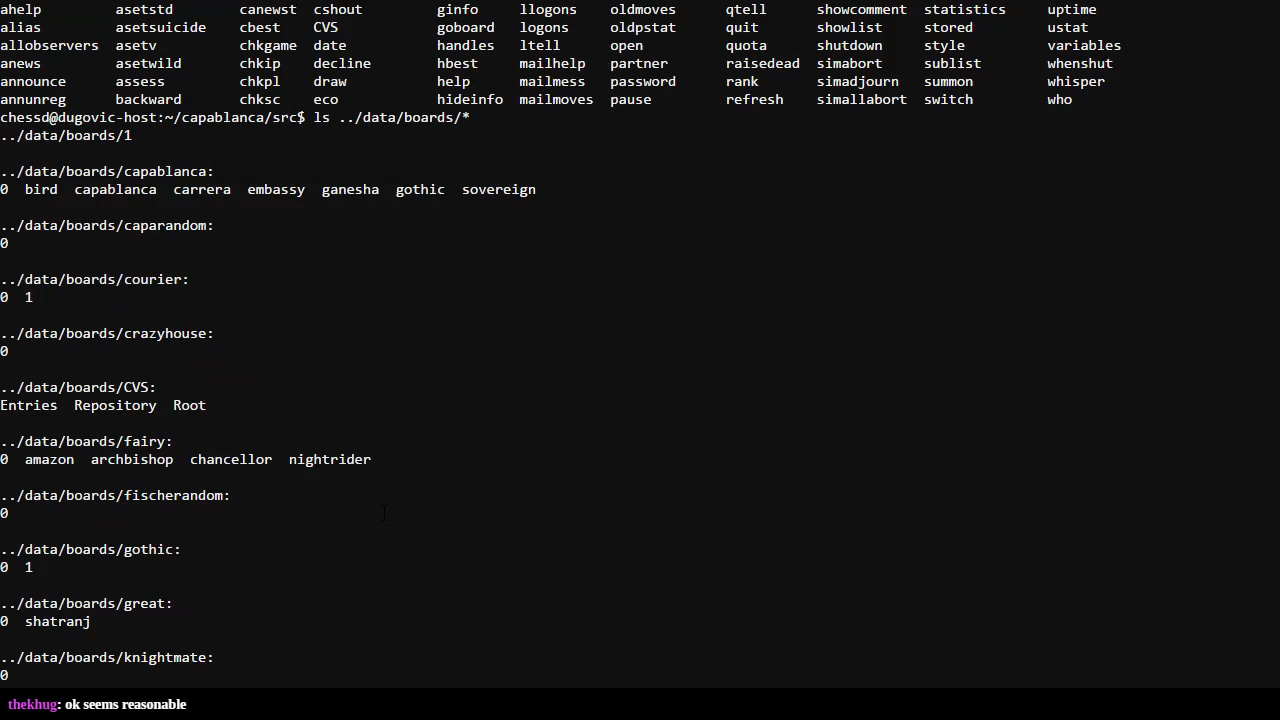 ahelp asetstd canewst cshout ginfo llogons oldmoves qtell showcomment statistics uptime
alias asetsuicide cbest CVS goboard logons oldpstat quit showlist stored ustat
allobservers asetv chkgame date handles ltell open quota shutdown style variables
anews asetwild chkip decline hbest mailhelp partner raisedead simabort sublist whenshut
announce assess chkpl draw help mailmess password rank simadjourn summon whisper
annunreg backward chksc eco hideinfo mailmoves pause refresh simallabort switch who
chessd@dugovic-host:~/capablanca/src$ ls ../data/boards/*
../data/boards/1
../data/boards/capablanca:
0 bird capablanca carrera embassy ganesha gothic sovereign
../data/boards/caparandom:
0
../data/boards/courier:
0 1
../data/boards/crazyhouse:
0
../data/boards/CVS:
Entries Repository Root
../data/boards/fairy:
0 amazon archbishop chancellor nightrider
../data/boards/fischerandom:
0
../data/boards/gothic:
0 1
../data/boards/great:
0 shatranj
../data/boards/knightmate:
0
thekhug: ok seems reasonable